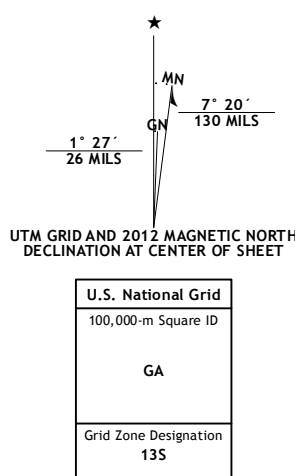 ★
MN
GN
7° 20´
130 MILS
1° 27´
26 MILS
UTM GRID AND 2012 MAGNETIC NORTH
DECLINATION AT CENTER OF SHEET
U.S. National Grid
100,000-m Square ID
GA
Grid Zone Designation
13S